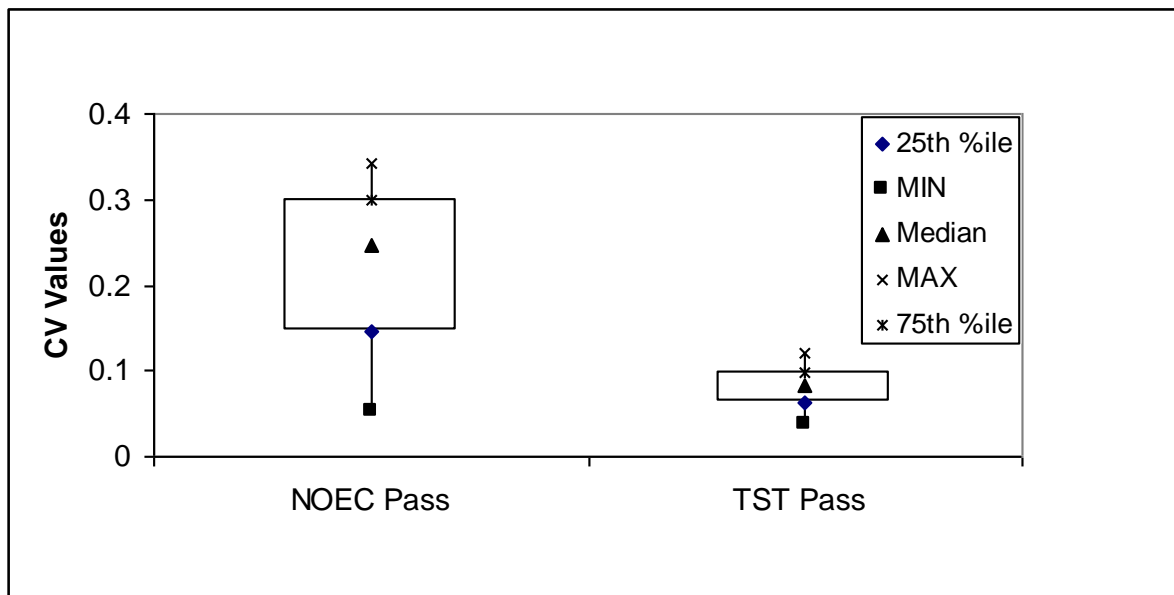 0.4
0.3
0.2
0.1
0
CV Values
NOEC Pass
TST Pass
25th %ile
MIN
Median
MAX
75th %ile